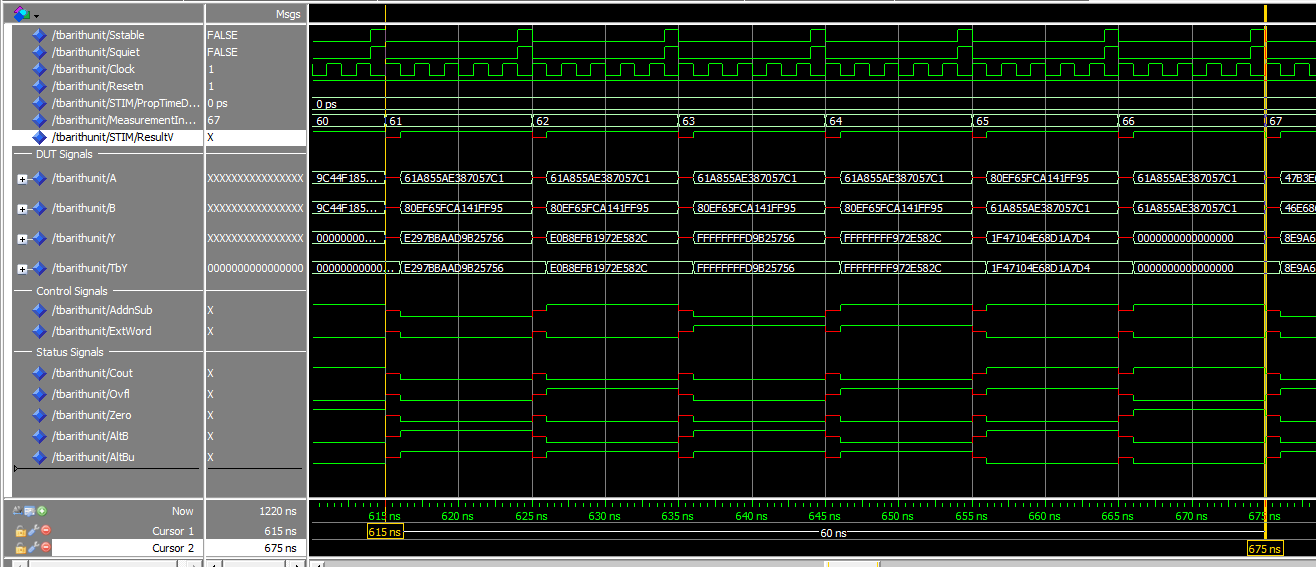 Msgs
/tbarithunit/Sstable FALSE
/tbarithunit/Squiet FALSE
/tbarithunit/Clock 1
/tbarithunit/Resetn 1
/tbarithunit/STIM/PropTimeD... 0 ps 0 ps
/tbarithunit/MeasurementIn... 67 60 61 62 63 64 65 66 67
/tbarithunit/STIM/ResultV X
DUT Signals
/tbarithunit/A XXXXXXXXXXXXXXXX 9C44F185... 61A855AE387057C1 61A855AE387057C1 61A855AE387057C1 61A855AE387057C1 80EF65FCA141FF95 61A855AE387057C1 47B3E
/tbarithunit/B XXXXXXXXXXXXXXXX 9C44F185... 80EF65FCA141FF95 80EF65FCA141FF95 80EF65FCA141FF95 80EF65FCA141FF95 61A855AE387057C1 61A855AE387057C1 46E68
/tbarithunit/Y XXXXXXXXXXXXXXXX 00000000... E297BBAAD9B25756 E0B8EFB1972E582C FFFFFFFFD9B25756 FFFFFFFF972E582C 1F47104E68D1A7D4 0000000000000000 8E9A6
/tbarithunit/TbY 0000000000000000 00000000000... E297BBAAD9B25756 E0B8EFB1972E582C FFFFFFFFD9B25756 FFFFFFFF972E582C 1F47104E68D1A7D4 0000000000000000 8E9A6
Control Signals
/tbarithunit/AddnSub X
/tbarithunit/ExtWord X
Status Signals
/tbarithunit/Cout X
/tbarithunit/Ovfl X
/tbarithunit/Zero X
/tbarithunit/AltB X
/tbarithunit/AltBu X
Now 1220 ns 615 ns 620 ns 625 ns 630 ns 635 ns 640 ns 645 ns 650 ns 655 ns 660 ns 665 ns 670 ns 675 ns
Cursor 1 615 ns 615 ns 60 ns
Cursor 2 675 ns 675 ns